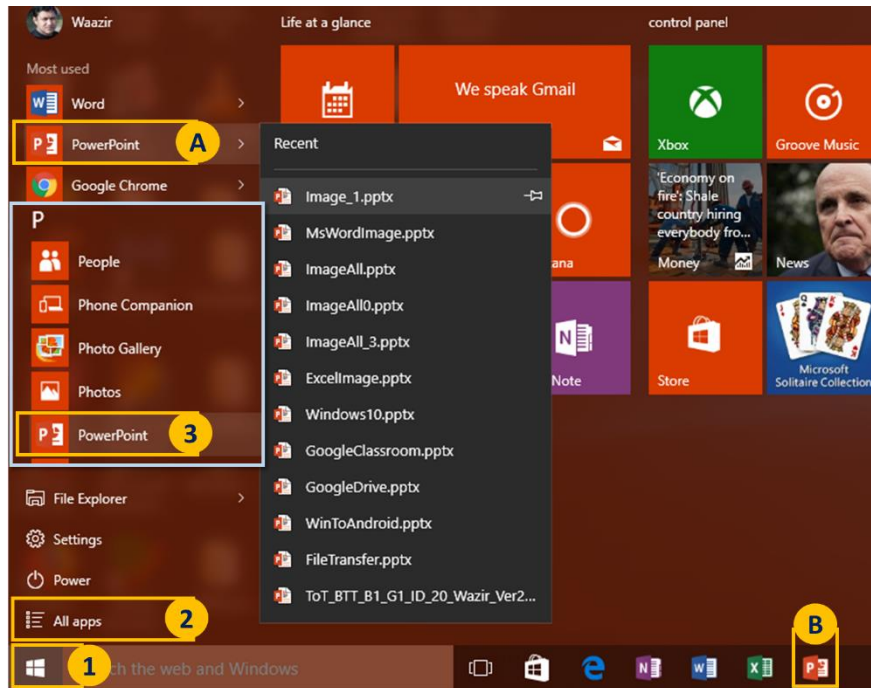 Waazir
Most used
Word
PowerPoint
A
Google Chrome
P
People
Phone Companion
Photo Gallery
Photos
PowerPoint
3
File Explorer
Settings
Power
All apps
2
1
ch the web and Windows
Recent
Image_1.pptx
MsWordImage.pptx
ImageAll.pptx
ImageAll0.pptx
ImageAll_3.pptx
ExcelImage.pptx
Windows10.pptx
GoogleClassroom.pptx
GoogleDrive.pptx
WinToAndroid.pptx
FileTransfer.pptx
ToT_BTT_B1_G1_ID_20_Wazir_Ver2...
Life at a glance
We speak Gmail
ana
Note
control panel
Xbox
Groove Music
'Economy on
fire': Shale
country hiring
everybody fro...
Money
News
Store
Microsoft
Solitaire Collection
B